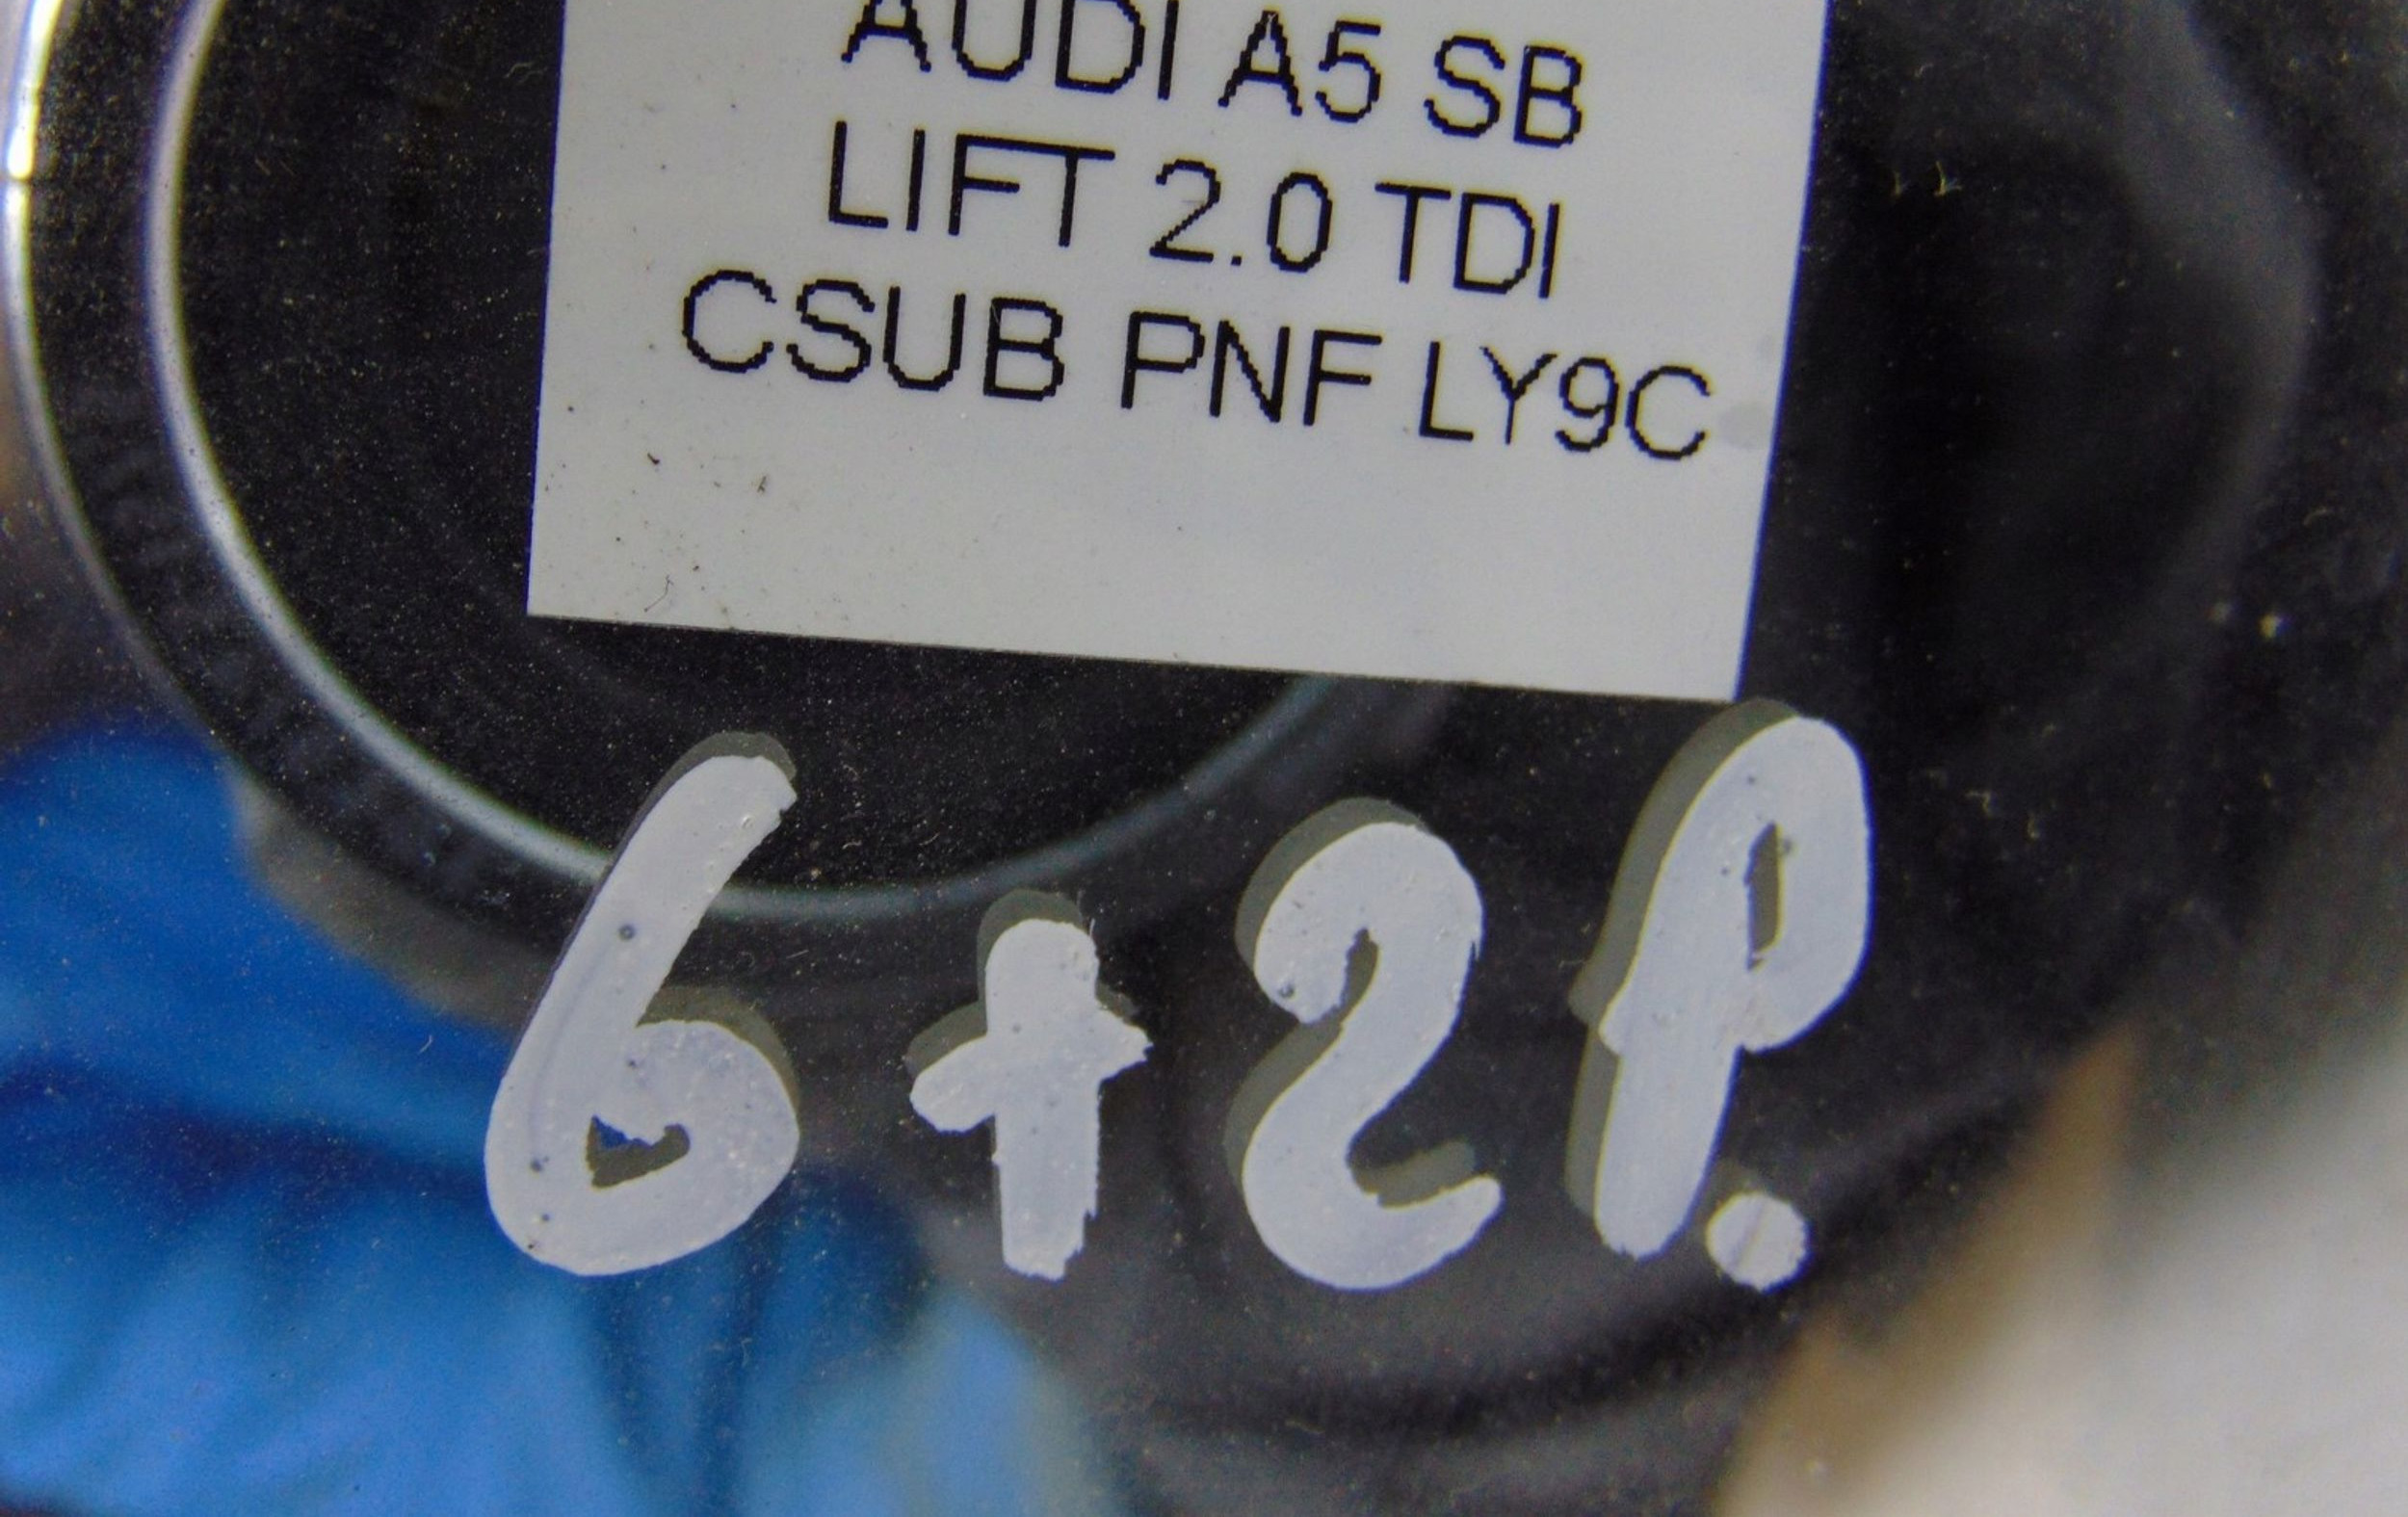 AUDI A5 SB
LIFT 2.0 TDI
CSUB PNF LY9C
6+2P.